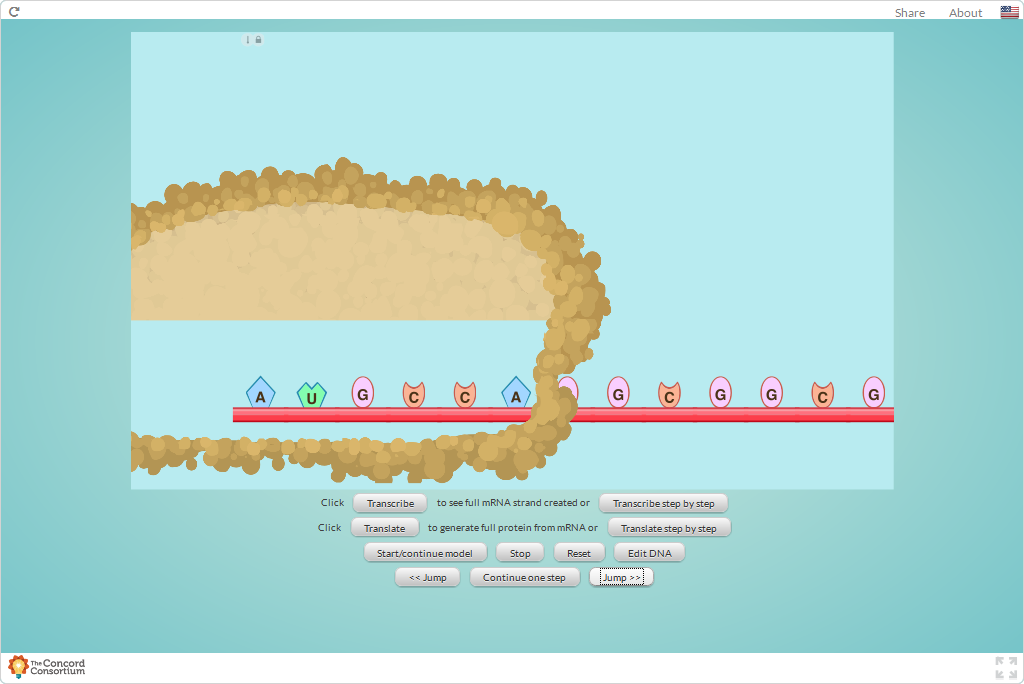 Share About
A U G C C A G C G G C G
Click Transcribe to see full mRNA strand created or Transcribe step by step
Click Translate to generate full protein from mRNA or Translate step by step
Start/continue model Stop Reset Edit DNA
<< Jump Continue one step Jump >>
The Concord
Consortium